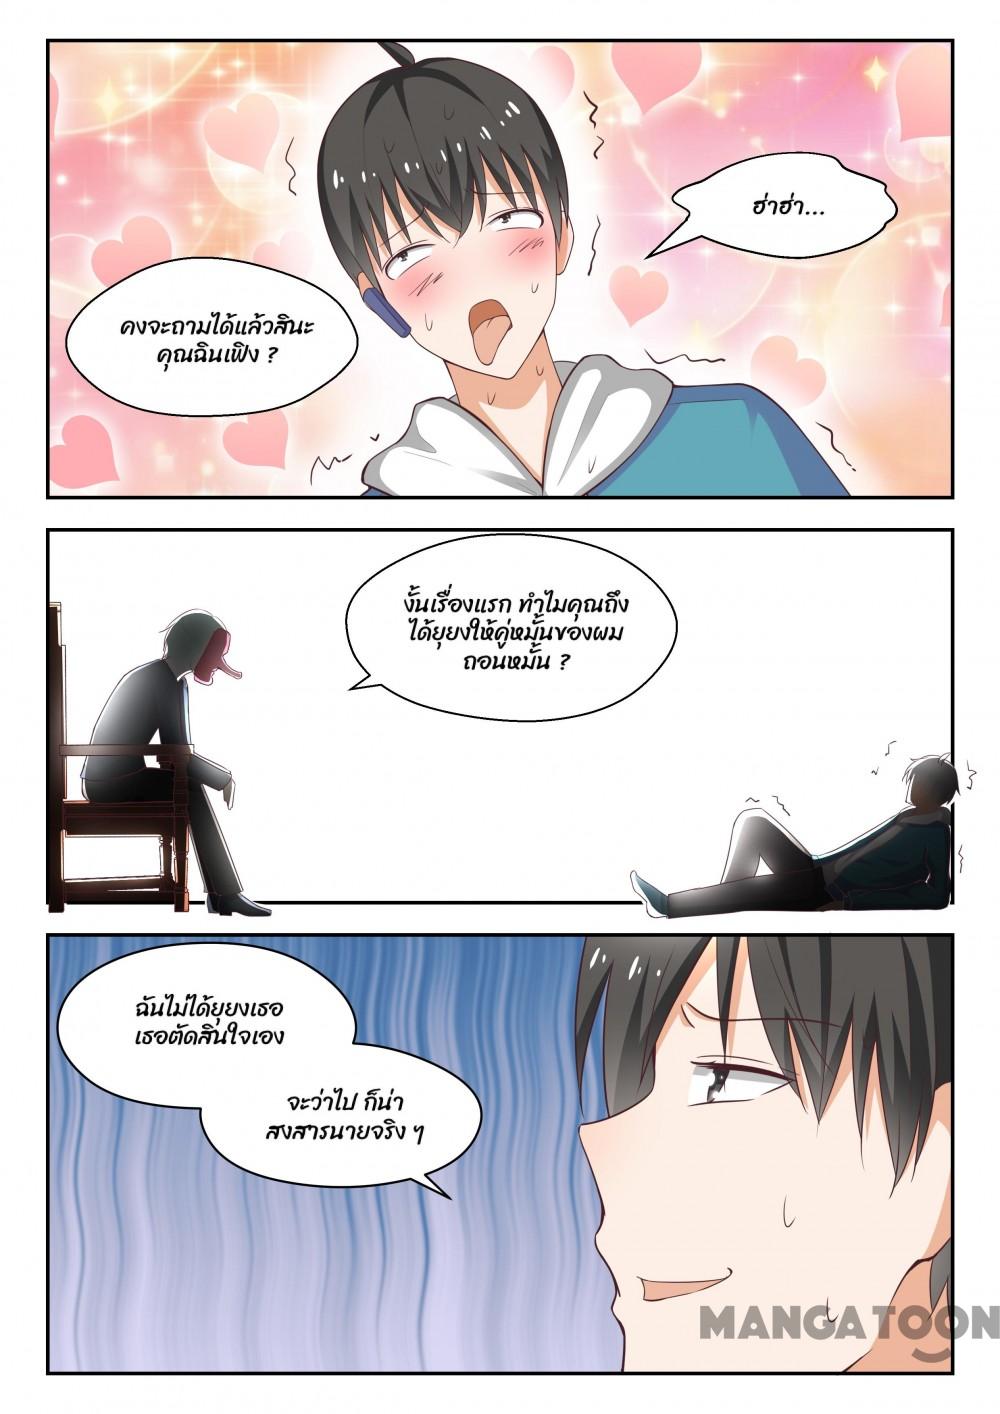 ฮ่าฮ่า...
คงจะถามได้แล้วสินะ
คุณฉินเฟิง ?
งั้นเรื่องแรก ทำไมคุณถึง
ได้ยุยงให้คู่หมั้นของผม
ถอนหมั้น ?
ฉันไม่ได้ยุยงเธอ
เธอตัดสินใจเอง
จะว่าไป ก็น่า
สงสารนายจริง ๆ
MANGATOON